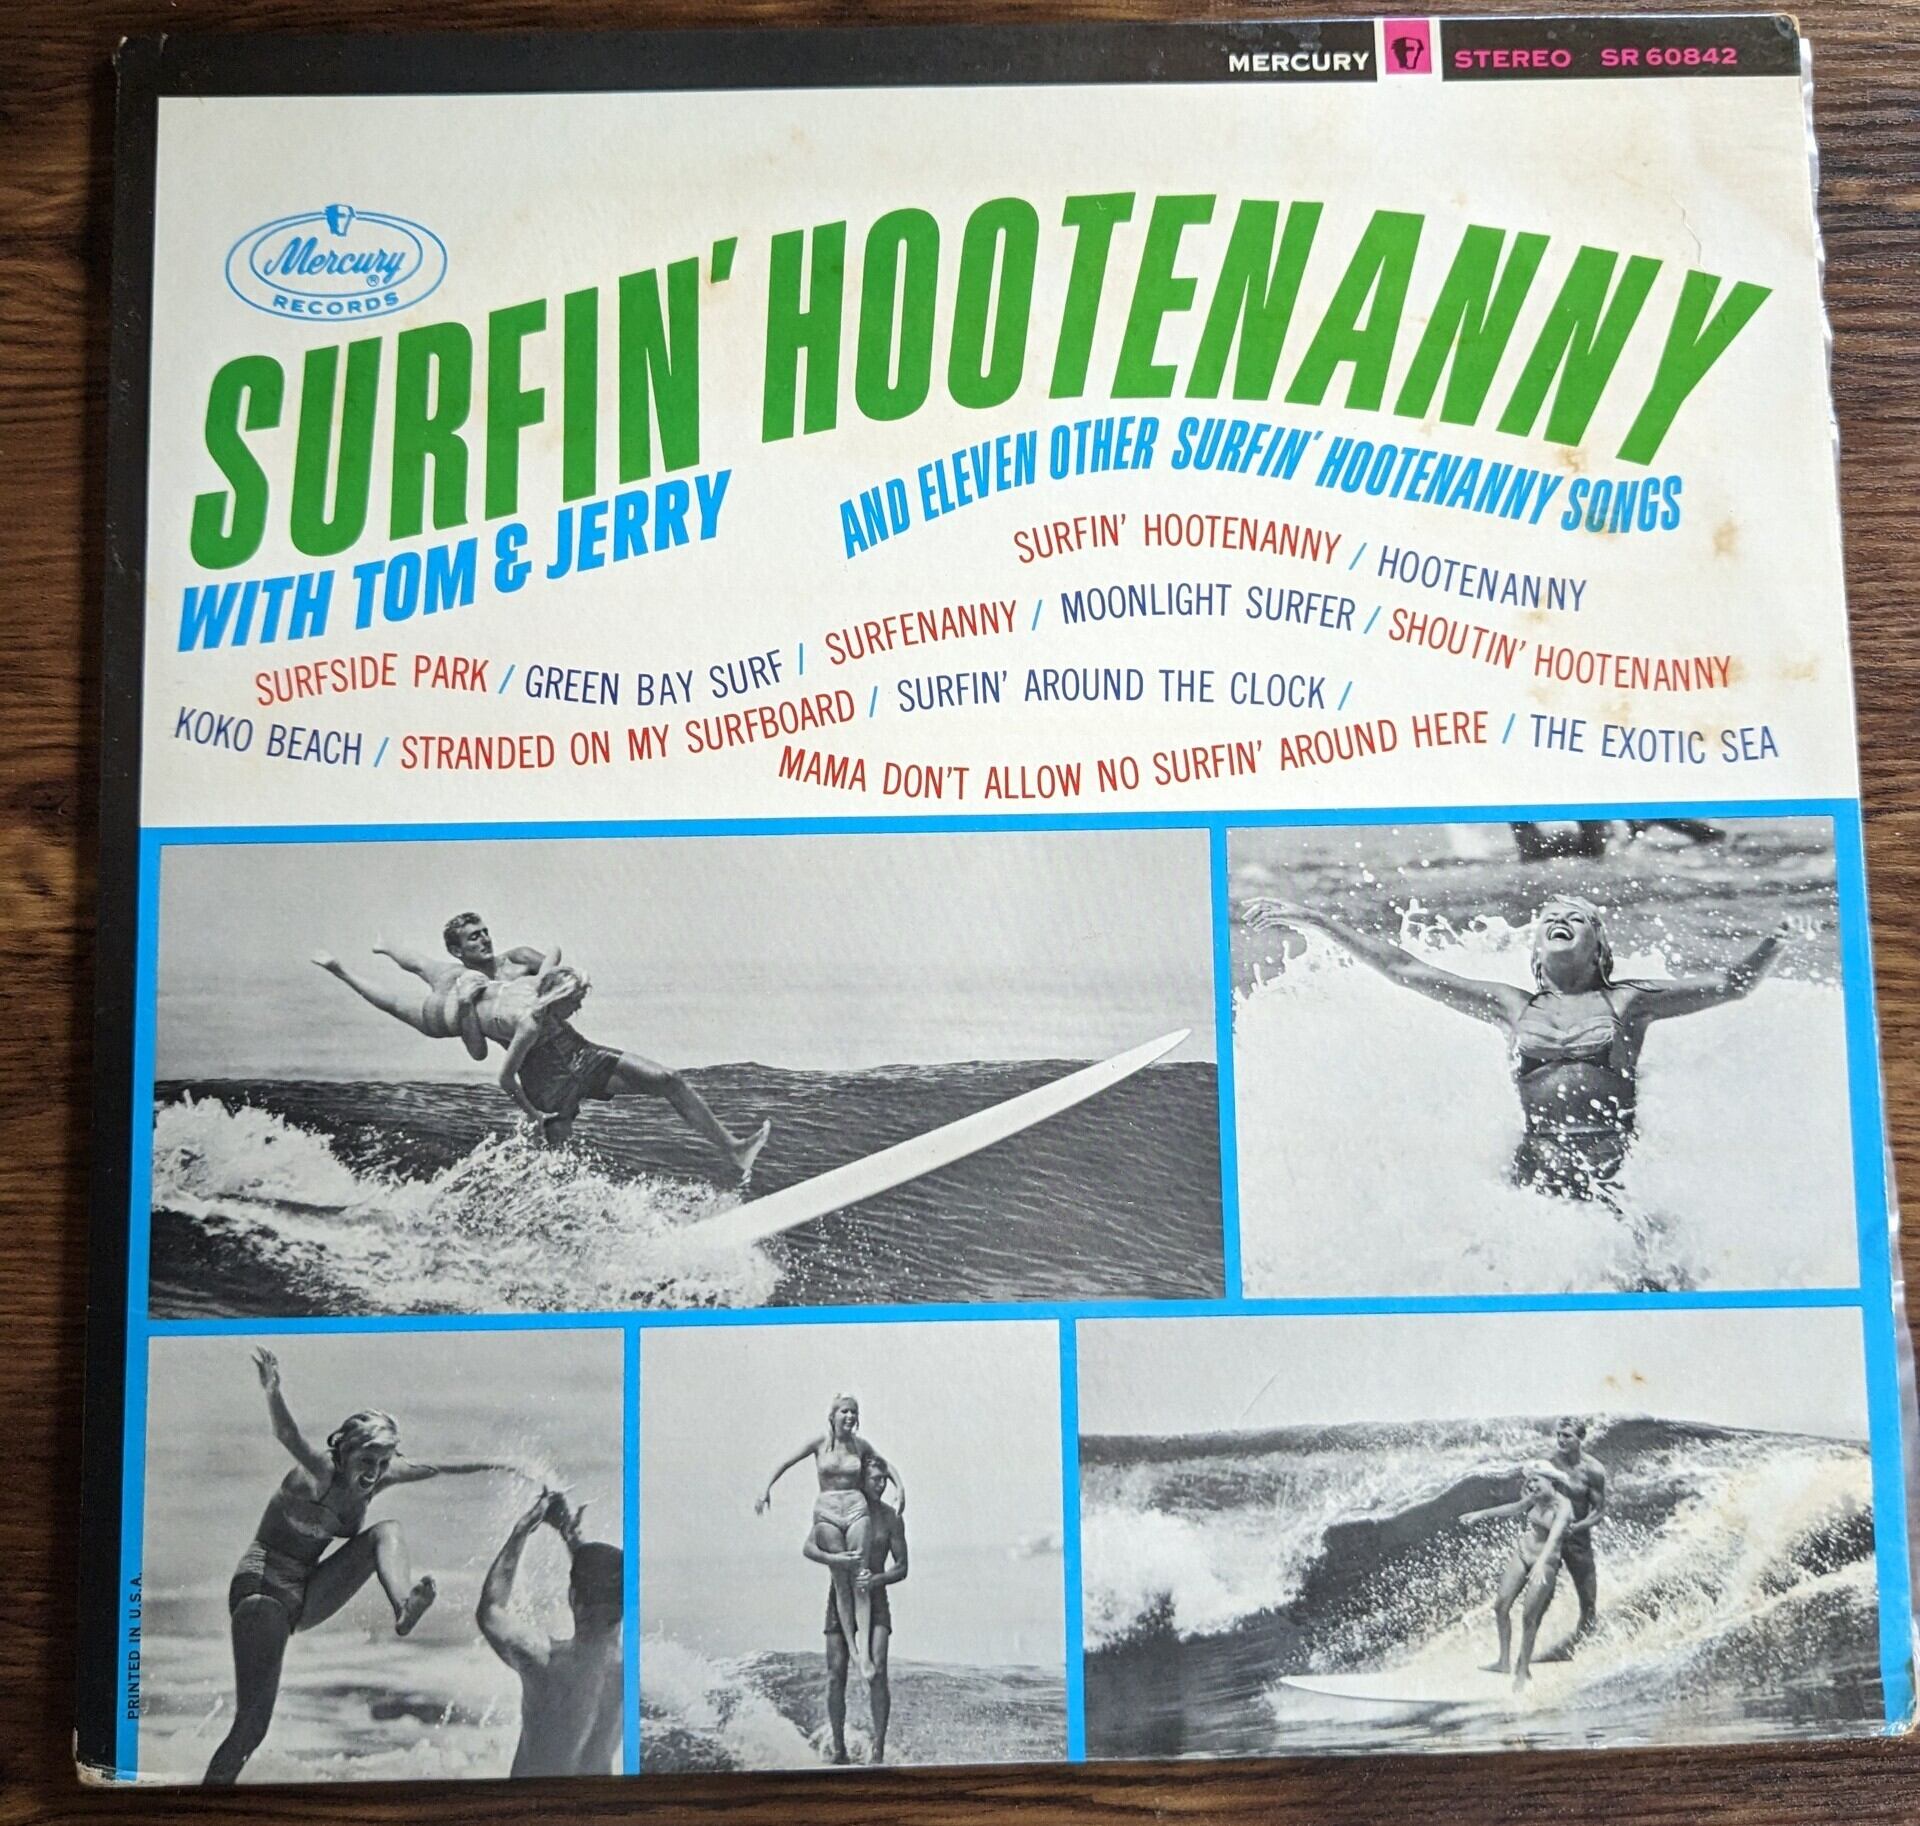 MERCURY STEREO SR 60842
Mercury
®
RECORDS
SURFIN' HOOTENANNY
WITH TOM & JERRY
AND ELEVEN OTHER SURFIN' HOOTENANNY SONGS
SURFIN' HOOTENANNY / HOOTENANNY
SURFSIDE PARK / GREEN BAY SURF / SURFENANNY / MOONLIGHT SURFER / SHOUTIN' HOOTENANNY
KOKO BEACH / STRANDED ON MY SURFBOARD / SURFIN' AROUND THE CLOCK /
MAMA DON'T ALLOW NO SURFIN' AROUND HERE / THE EXOTIC SEA
PRINTED IN U.S.A.